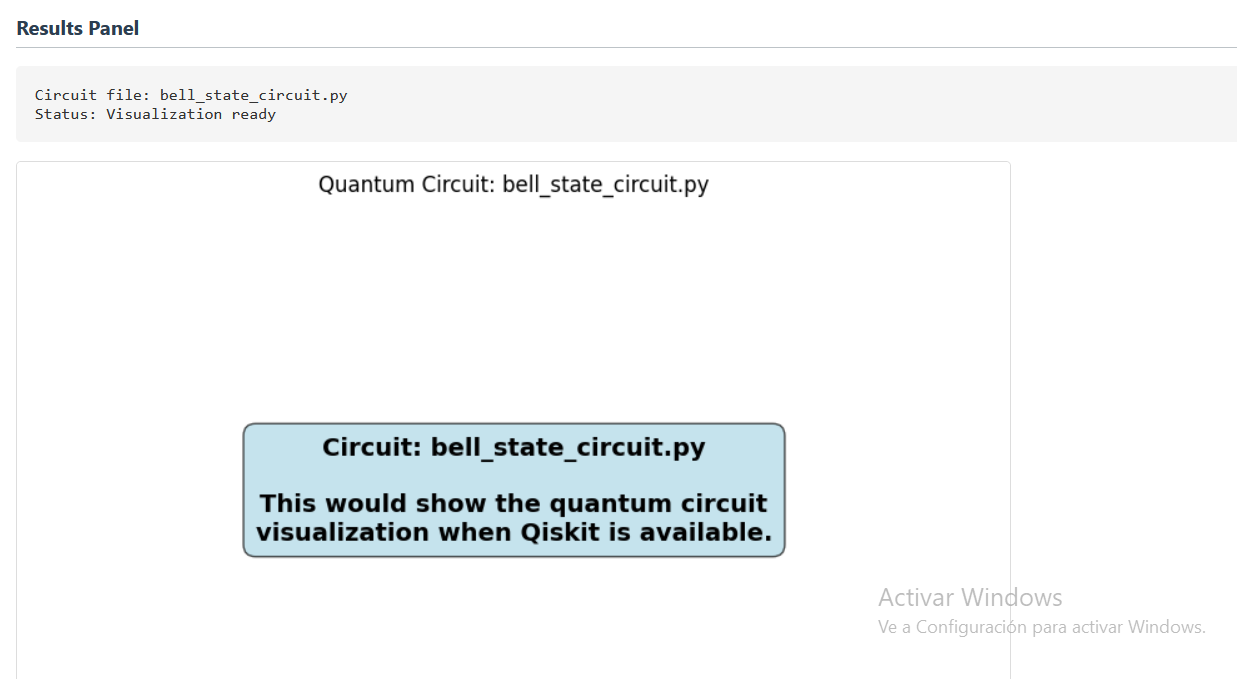 Results Panel
Circuit file: bell_state_circuit.py
Status: Visualization ready
Quantum Circuit: bell_state_circuit.py
Circuit: bell_state_circuit.py
This would show the quantum circuit
visualization when Qiskit is available.
Activar Windows
Ve a Configuración para activar Windows.